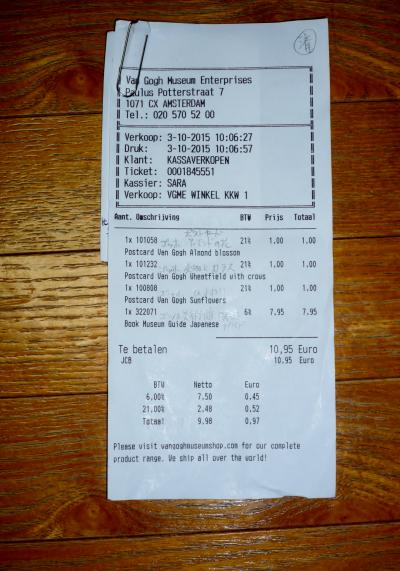 済
Van Gogh Museum Enterprises
Paulus Potterstraat 7
1071 CX AMSTERDAM
Tel.: 020 570 52 00
Verkoop: 3-10-2015 10:06:27
Druk: 3-10-2015 10:06:57
Klant: KASSAVERKOPEN
Ticket: 0001845551
Kassier: SARA
Verkoop: VGME WINKEL KKW 1
Aant. Omschrijving BTW Prijs Totaal
1x 101058 21% 1.00 1.00
Postcard Van Gogh Almond blosson
1x 101232 21% 1.00 1.00
Postcard Van Gogh Wheatfield with crows
1x 100808 21% 1.00 1.00
Postcard Van Gogh Sunflowers
1x 322071 6% 7.95 7.95
Book Museum Guide Japanese
Te betalen 10,95 Euro
JCB 10.95 Euro
BTW Netto Euro
6,00% 7.50 0.45
21,00% 2.48 0.52
Totaal 9.98 0.97
Please visit vangoghmuseumshop.com for our complete
product range. We ship all over the world!